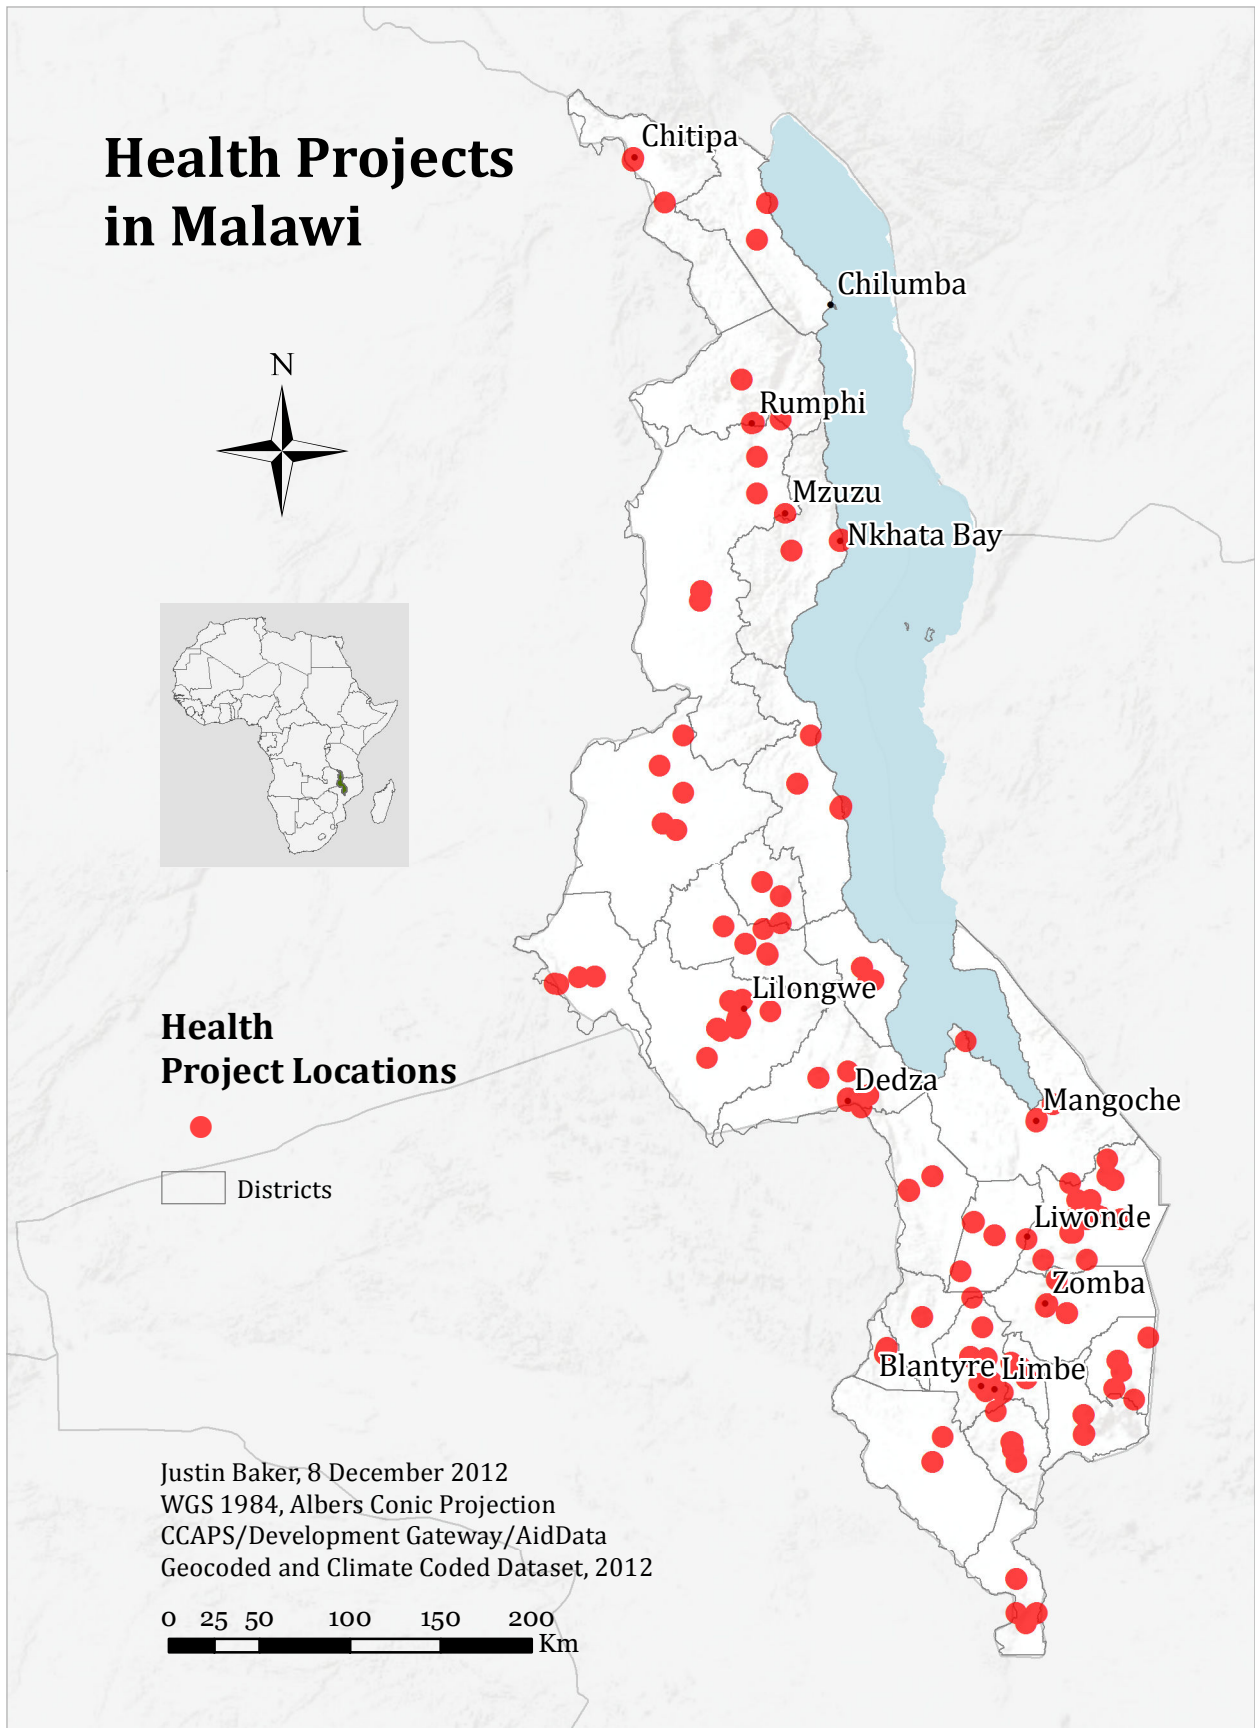 Health Projects
in Malawi
Chitipa
Chilumba
N
Rumphi
Mzuzu
Nkhata Bay
Lilongwe
Health
Project Locations
Dedza
Mangoche
Districts
Liwonde
Zomba
Blantyre
Limbe
Justin Baker, 8 December 2012
WGS 1984, Albers Conic Projection
CCAPS/Development Gateway/AidData
Geocoded and Climate Coded Dataset, 2012
0 25 50 100 150 200
Km